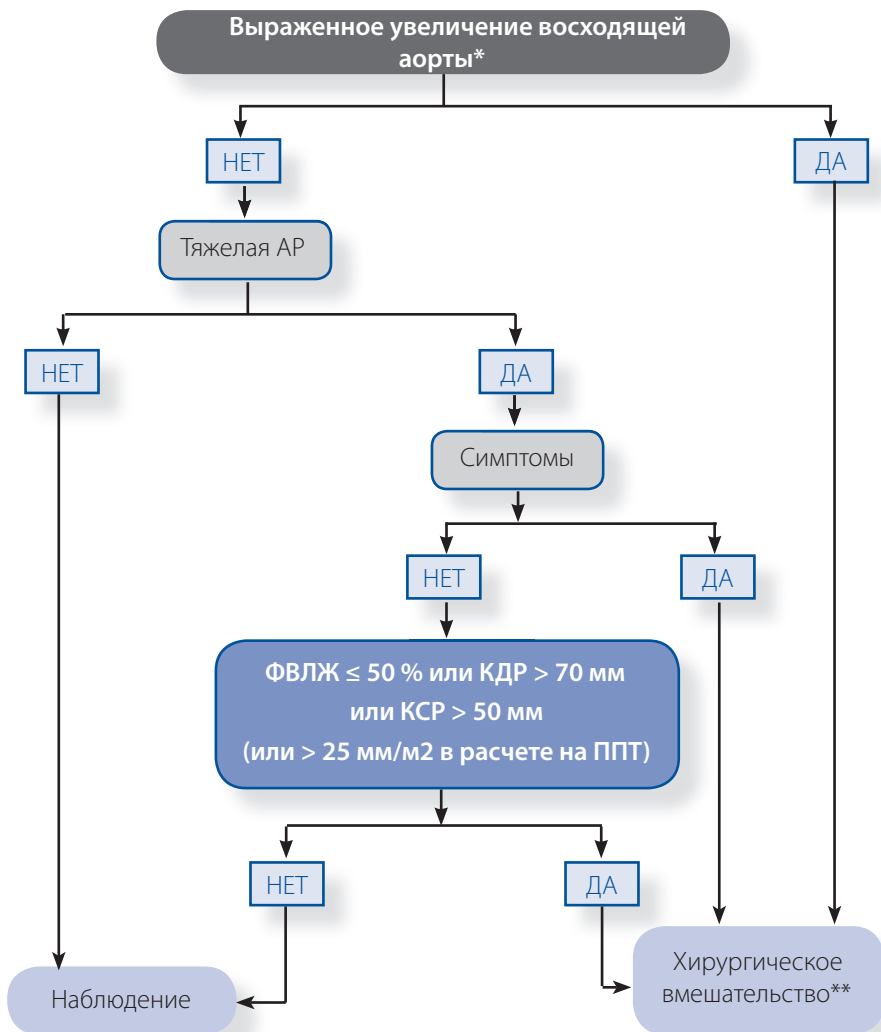 Выраженное увеличение восходящей
аорты*
НЕТ
ДА
Тяжелая АР
НЕТ
ДА
Симптомы
НЕТ
ДА
ФВЛЖ ≤ 50 % или КДР > 70 мм
или КСР > 50 мм
(или > 25 мм/м2 в расчете на ППТ)
НЕТ
ДА
Наблюдение
Хирургическое
вмешательство**